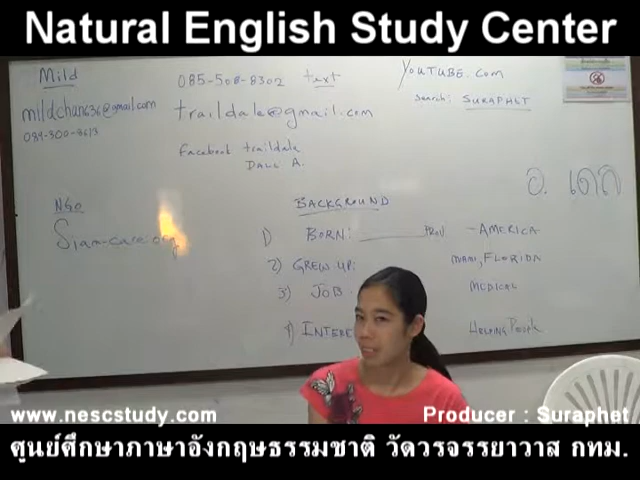 Natural English Study Center
Mild
mildchan636@gmail.com
089-300-8613
085-508-8302 text
traildale@gmail.com
Facebook traildale
DALE A.
YouTube.com
Search: SURAPHET
อ. เดล
NGO
Siam-care.org
BACKGROUND
1) BORN: PROV - AMERICA
2) GREW UP: MIAMI, FLORIDA
3) JOB MEDICAL
4) INTERE HELPING People
www.nescstudy.com
Producer : Suraphet
ศูนย์ศึกษาภาษาอังกฤษธรรมชาติ วัดวรจรรยาวาส กทม.